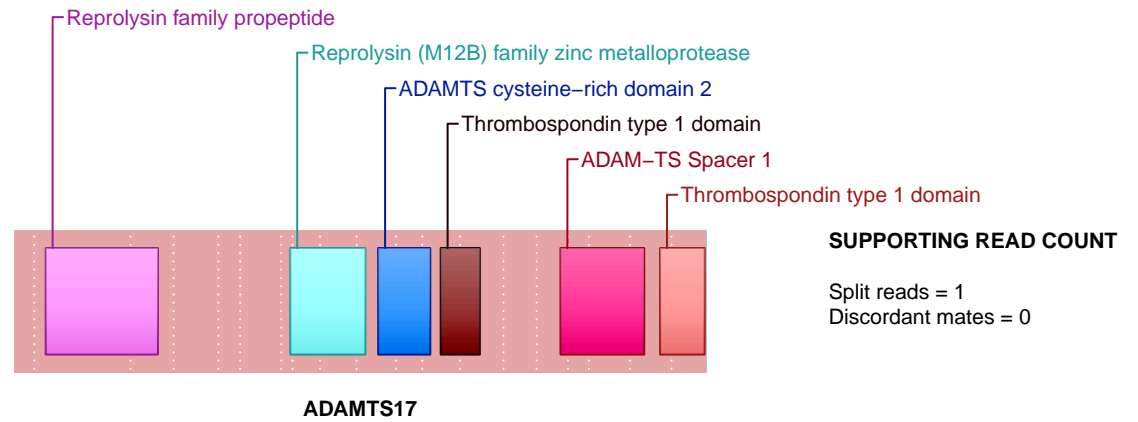 Reprolysin family propeptide
Reprolysin (M12B) family zinc metalloprotease
ADAMTS cysteine−rich domain 2
Thrombospondin type 1 domain
ADAM−TS Spacer 1
Thrombospondin type 1 domain
SUPPORTING READ COUNT
Split reads = 1
Discordant mates = 0
ADAMTS17